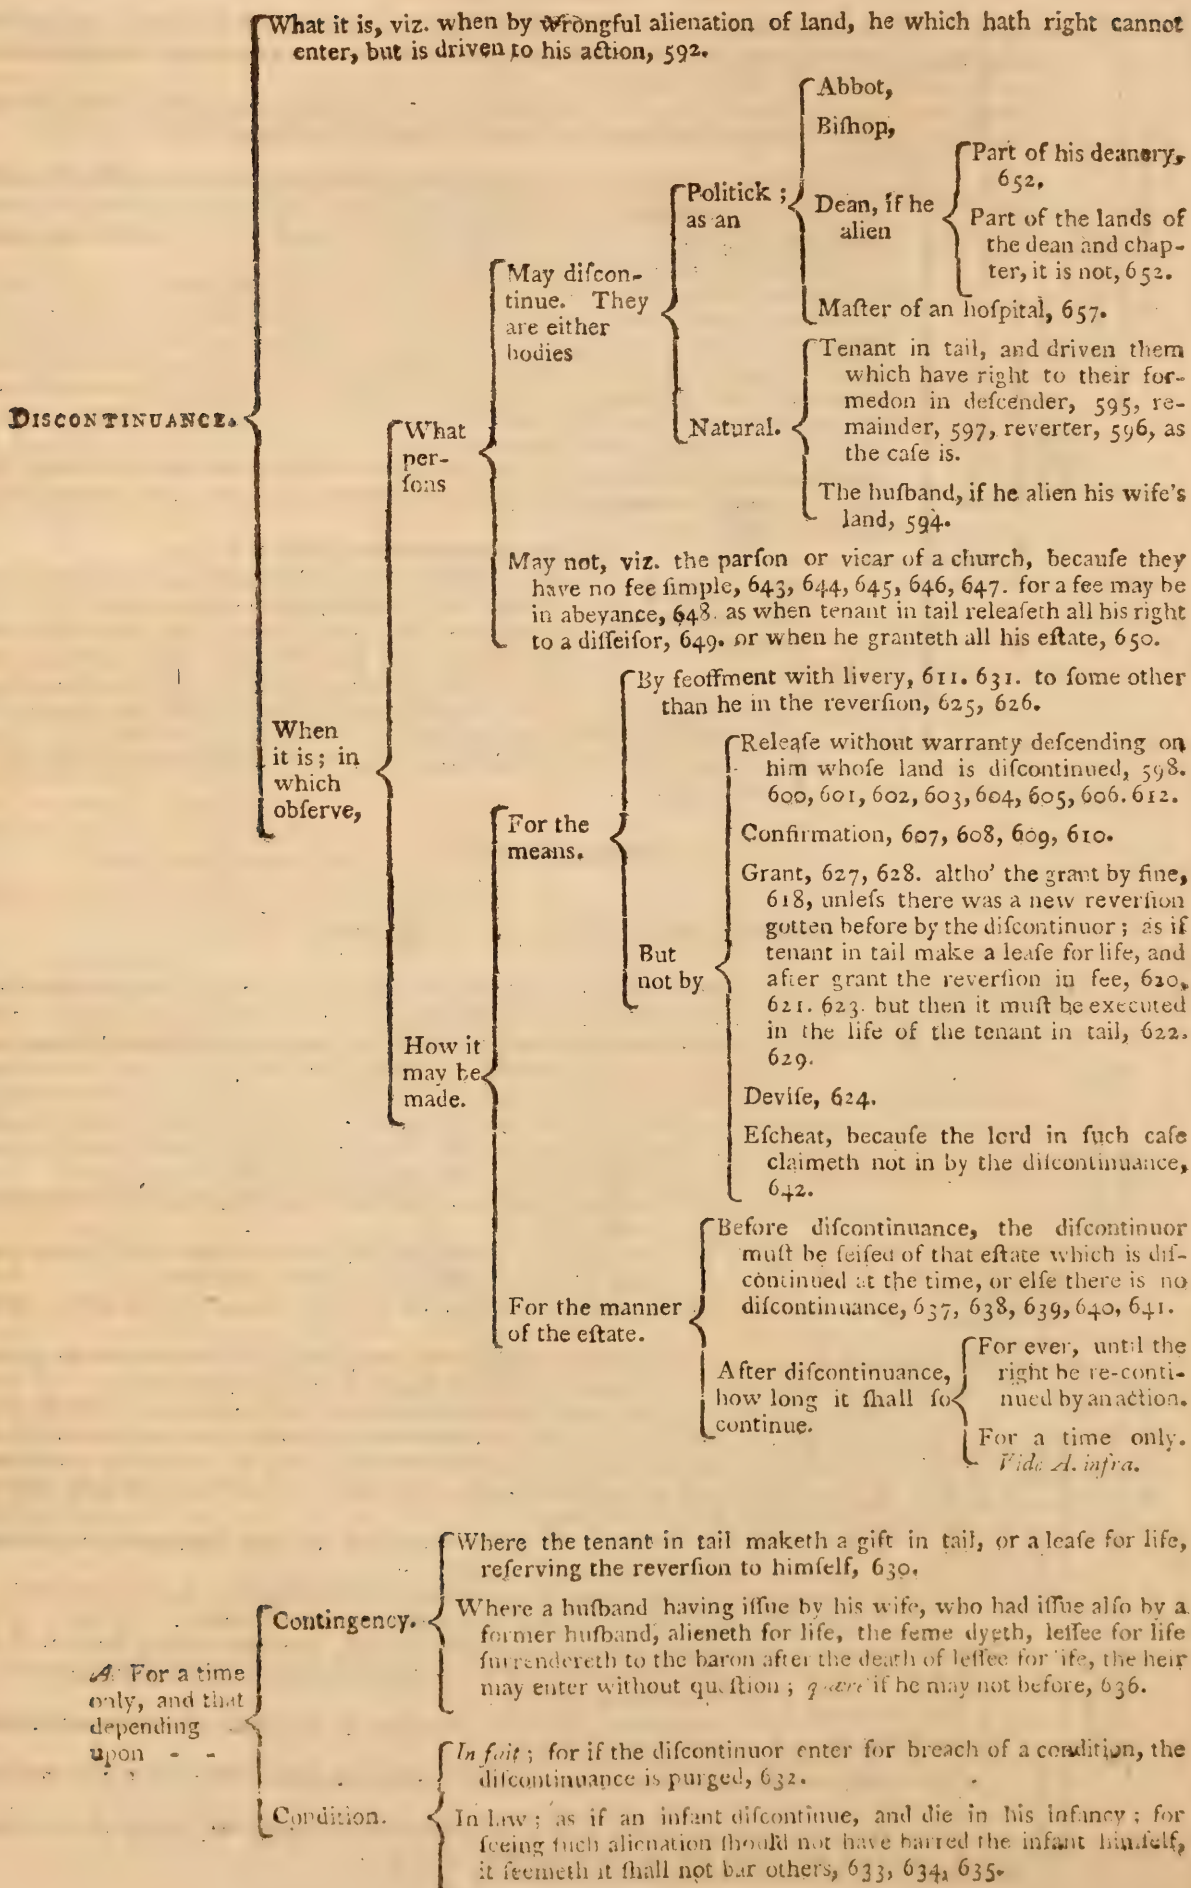 What it is, viz. when by wrongful alienation of land, he which hath right cannot
enter, but is driven to his action, 592.
DISCONTINUANCE.
When
it is; in
which
obſerve,
What
per-
ſons
May diſcon-
tinue. They
are either
bodies
Politick;
as an
Abbot,
Biſhop,
Dean, if he
alien
Part of his deanery,
652.
Part of the lands of
the dean and chap-
ter, it is not, 652.
Maſter of an hoſpital, 657.
Natural.
Tenant in tail, and driven them
which have right to their for-
medon in deſcender, 595, re-
mainder, 597, reverter, 596, as
the caſe is.
The huſband, if he alien his wife's
land, 594.
May not, viz. the parſon or vicar of a church, becauſe they
have no fee ſimple, 643, 644, 645, 646, 647. for a fee may be
in abeyance, 648. as when tenant in tail releaſeth all his right
to a diſſeiſor, 649. or when he granteth all his eſtate, 650.
How it
may be
made.
For the
means.
By feoffment with livery, 611. 631. to ſome other
than he in the reverſion, 625, 626.
But
not by
Releaſe without warranty deſcending on
him whoſe land is diſcontinued, 598.
600, 601, 602, 603, 604, 605, 606. 612.
Confirmation, 607, 608, 609, 610.
Grant, 627, 628. altho' the grant by fine,
618, unleſs there was a new reverſion
gotten before by the diſcontinuor; as if
tenant in tail make a leaſe for life, and
after grant the reverſion in fee, 620,
621. 623. but then it muſt be executed
in the life of the tenant in tail, 622.
629.
Deviſe, 624.
Eſcheat, becauſe the lord in ſuch caſe
claimeth not in by the diſcontinuance,
642.
For the manner
of the eſtate.
Before diſcontinuance, the diſcontinuor
muſt be ſeiſed of that eſtate which is diſ-
continued at the time, or elſe there is no
diſcontinuance, 637, 638, 639, 640, 641.
After diſcontinuance,
how long it ſhall ſo
continue.
For ever, until the
right be re-conti-
nued by an action.
For a time only.
Vide A. infra.
A. For a time
only, and that
depending
upon - -
Contingency.
Where the tenant in tail maketh a gift in tail, or a leaſe for life,
reſerving the reverſion to himſelf, 630.
Where a huſband having iſſue by his wife, who had iſſue alſo by a
former huſband, alieneth for life, the feme dyeth, leſſee for life
ſurrendereth to the baron after the death of leſſee for life, the heir
may enter without queſtion; quære if he may not before, 636.
Condition.
In fait; for if the diſcontinuor enter for breach of a condition, the
diſcontinuance is purged, 632.
In law; as if an infant diſcontinue, and die in his infancy; for
ſeeing ſuch alienation ſhould not have barred the infant himſelf,
it ſeemeth it ſhall not bar others, 633, 634, 635.